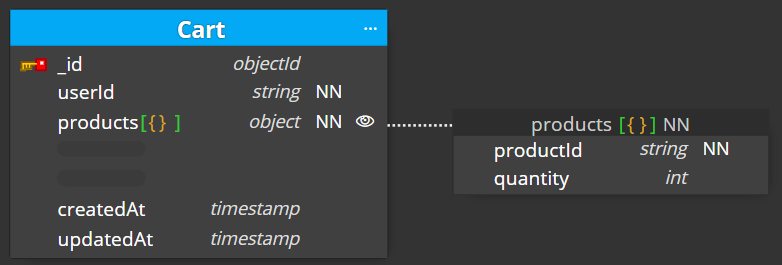 Cart ...
_id objectId
userId string NN
products[{} ] object NN
products [{}] NN
productId string NN
quantity int
createdAt timestamp
updatedAt timestamp